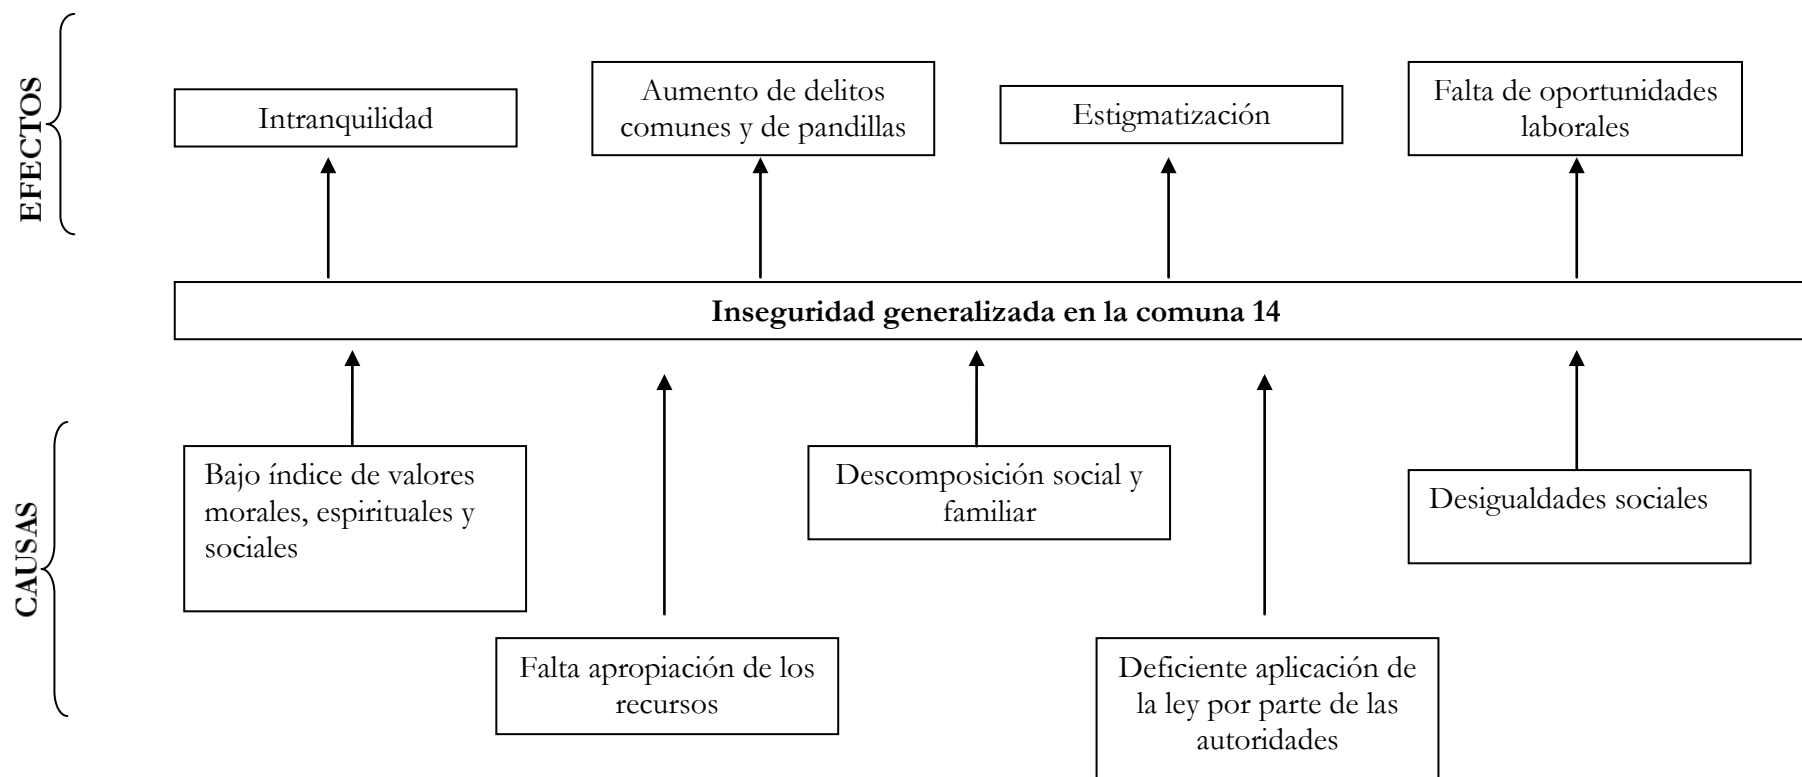 EFECTOS
Intranquilidad
Aumento de delitos
comunes y de pandillas
Estigmatización
Falta de oportunidades
laborales
Inseguridad generalizada en la comuna 14
CAUSAS
Bajo índice de valores
morales, espirituales y
sociales
Descomposición social y
familiar
Desigualdades sociales
Falta apropiación de los
recursos
Deficiente aplicación de
la ley por parte de las
autoridades